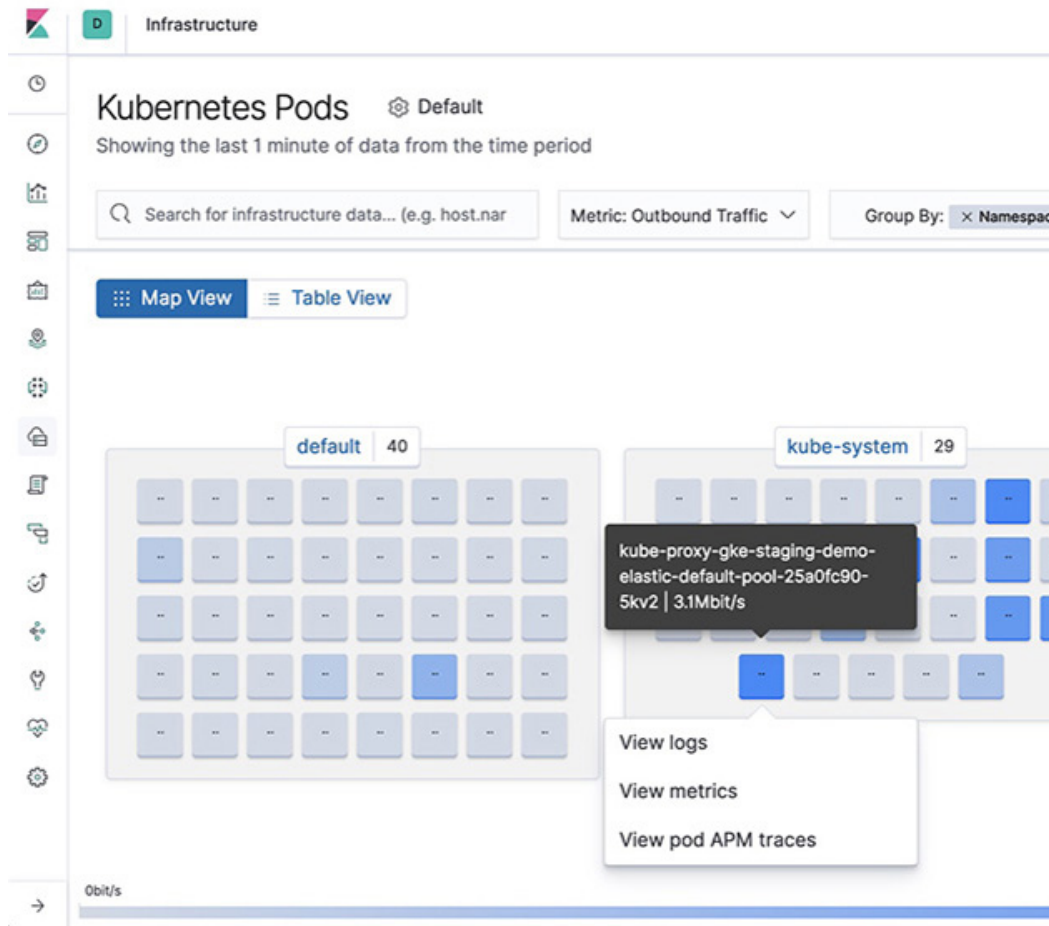 D Infrastructure
Kubernetes Pods Default
Showing the last 1 minute of data from the time period
Search for infrastructure data... (e.g. host.nar
Metric: Outbound Traffic
Group By: × Namespac
Map View Table View
default 40
kube-system 29
kube-proxy-gke-staging-demo-
elastic-default-pool-25a0fc90-
5kv2 | 3.1Mbit/s
View logs
View metrics
View pod APM traces
0bit/s